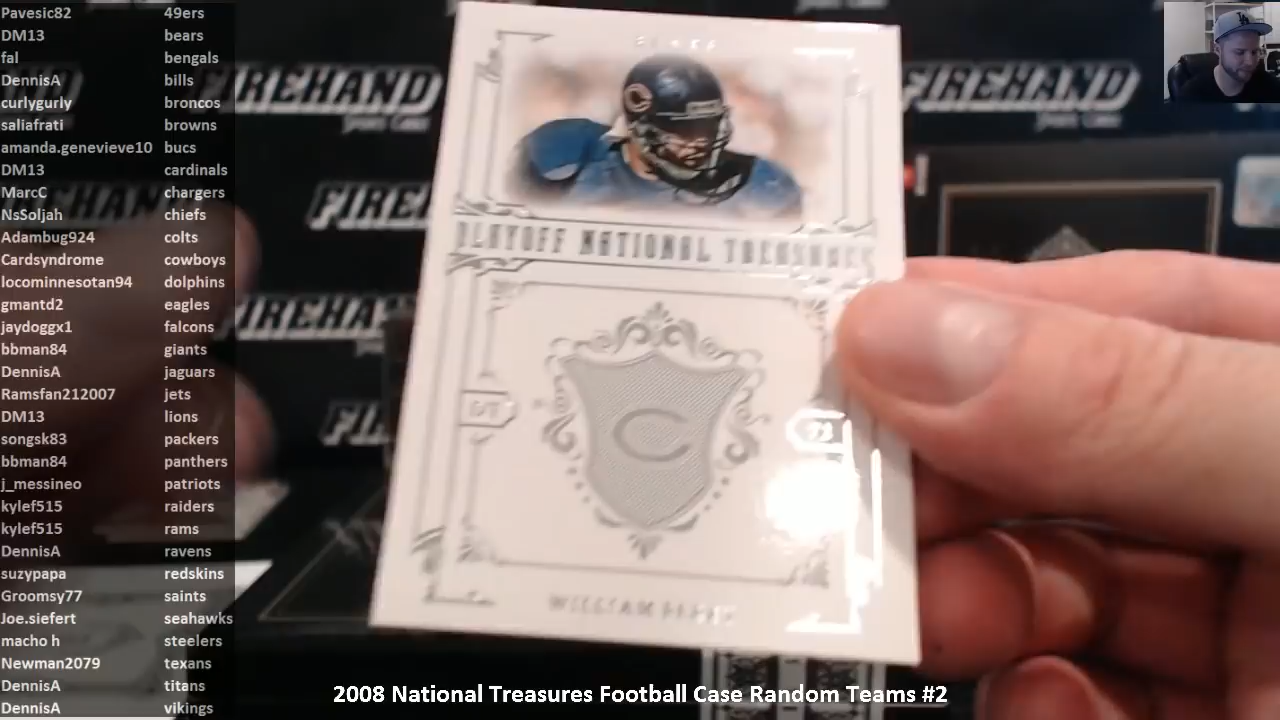 Pavesic82 49ers
DM13 bears
fal bengals
DennisA bills
curlygurly broncos
saliafrati browns
amanda.genevieve10 bucs
DM13 cardinals
MarcC chargers
NsSoljah chiefs
Adambug924 colts
Cardsyndrome cowboys
locominnesotan94 dolphins
gmantd2 eagles
jaydoggx1 falcons
bbman84 giants
DennisA jaguars
Ramsfan212007 jets
DM13 lions
songsk83 packers
bbman84 panthers
j_messineo patriots
kylef515 raiders
kylef515 rams
DennisA ravens
suzypapa redskins
Groomsy77 saints
Joe.siefert seahawks
macho h steelers
Newman2079 texans
DennisA titans
DennisA vikings
FIREHAND
FIREHAND
PLAYOFF NATIONAL TREASURES
C
DT
WILLIAM PERRY
2008 National Treasures Football Case Random Teams #2